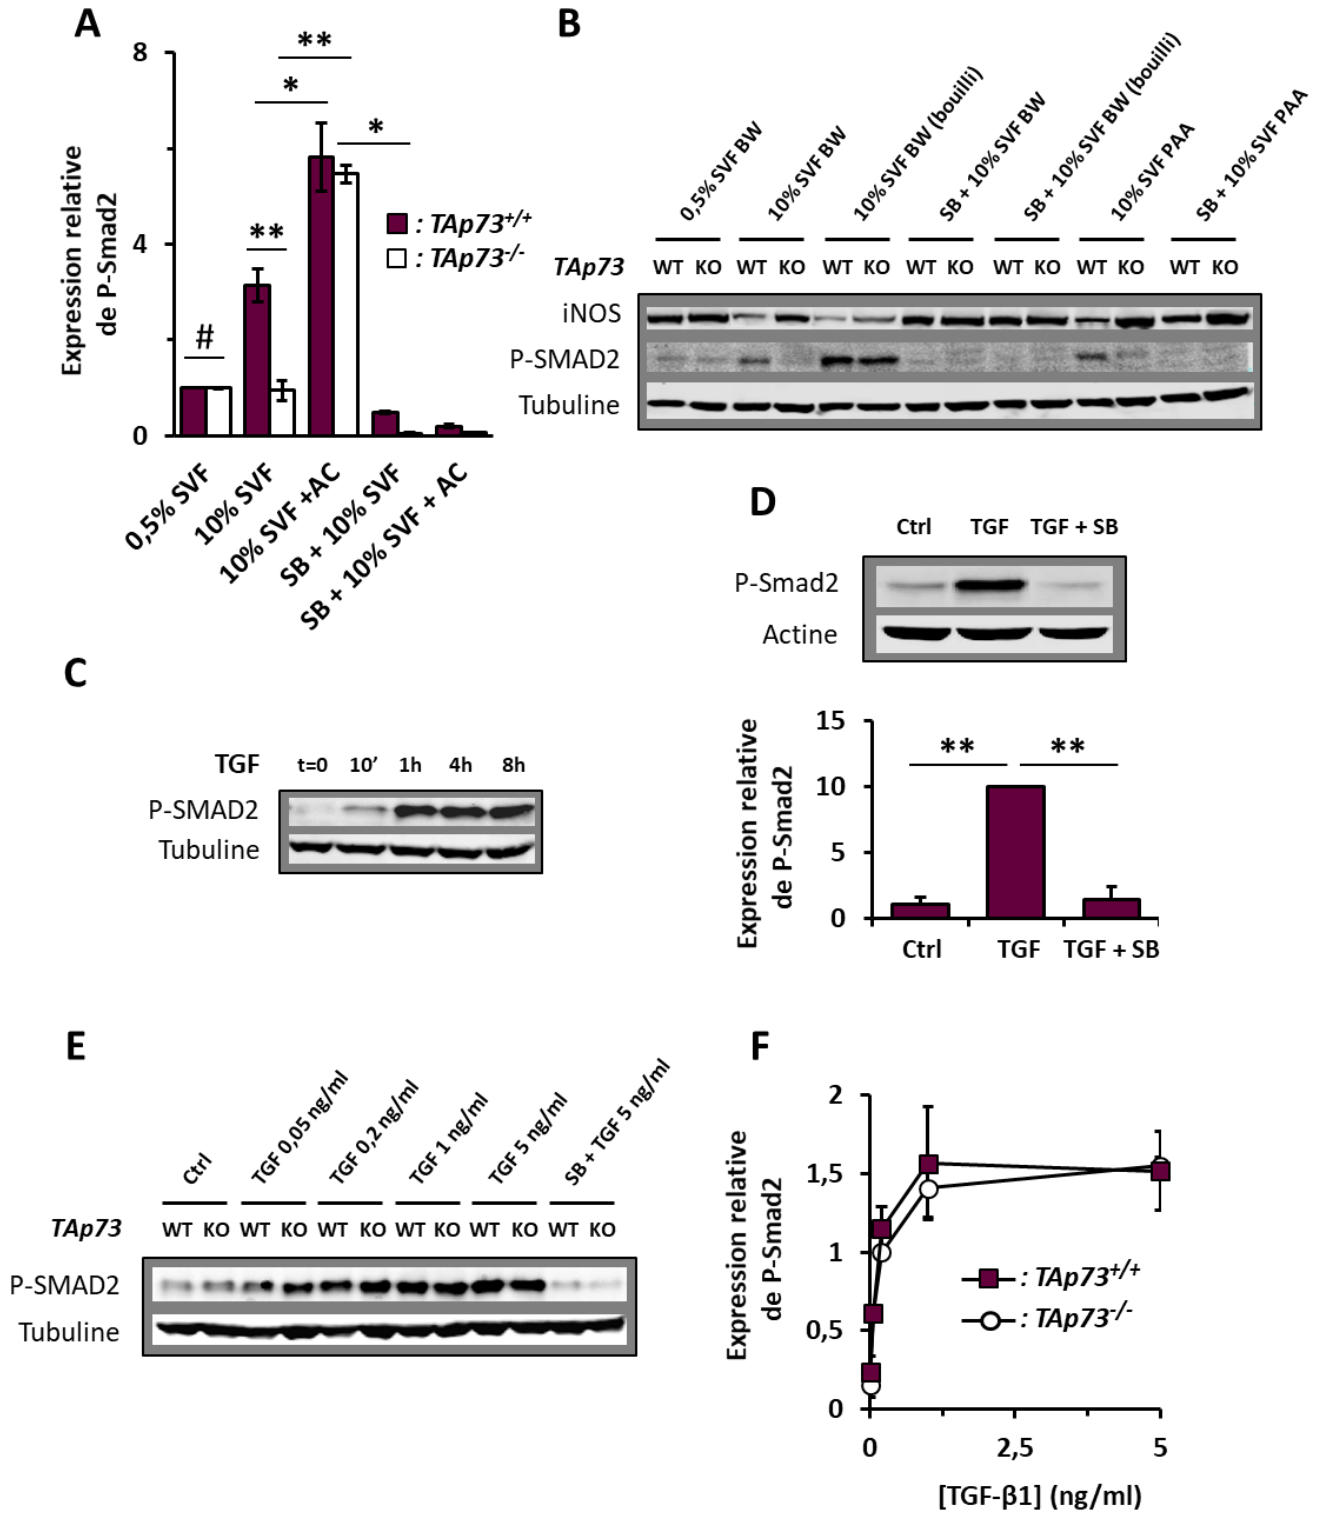 A
8
4
0
Expression relative
de P-Smad2
**
*
*
**
#
: TAp73+/+
: TAp73-/-
0,5% SVF
10% SVF
10% SVF +AC
SB + 10% SVF
SB + 10% SVF + AC
B
0,5% SVF BW
10% SVF BW
10% SVF BW (bouilli)
SB + 10% SVF BW
SB + 10% SVF BW (bouilli)
10% SVF PAA
SB + 10% SVF PAA
TAp73 WT KO WT KO WT KO WT KO WT KO WT KO WT KO
iNOS
P-SMAD2
Tubuline
C
TGF t=0 10’ 1h 4h 8h
P-SMAD2
Tubuline
D
Ctrl TGF TGF + SB
P-Smad2
Actine
15
10
5
0
Expression relative
de P-Smad2
** **
Ctrl TGF TGF + SB
E
Ctrl
TGF 0,05 ng/ml
TGF 0,2 ng/ml
TGF 1 ng/ml
TGF 5 ng/ml
SB + TGF 5 ng/ml
TAp73 WT KO WT KO WT KO WT KO WT KO WT KO
P-SMAD2
Tubuline
F
2
1,5
1
0,5
0
Expression relative
de P-Smad2
: TAp73+/+
: TAp73-/-
0 2,5 5
[TGF-β1] (ng/ml)